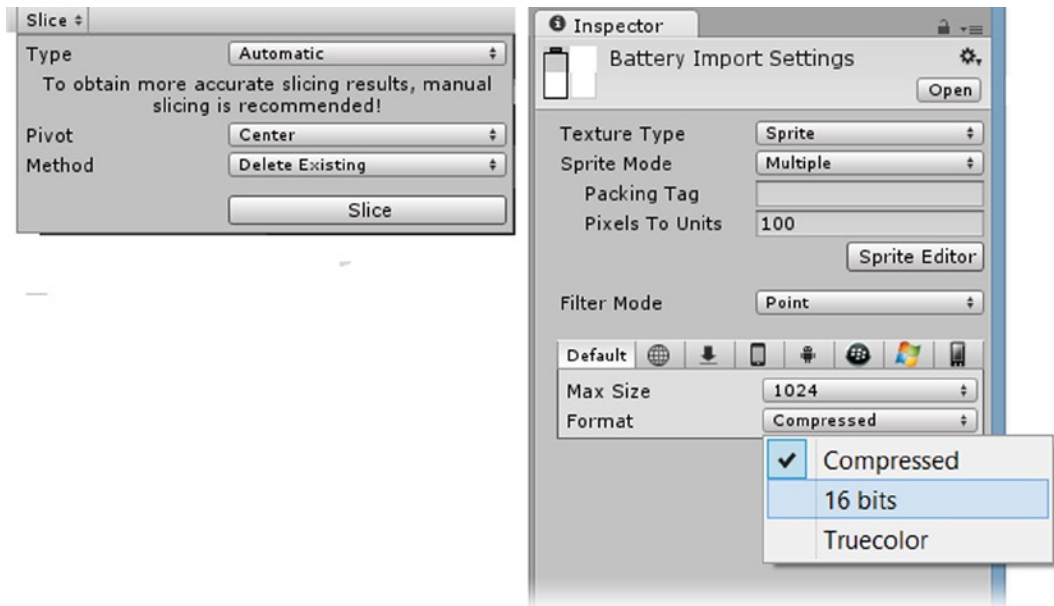 Slice
Type Automatic
To obtain more accurate slicing results, manual
slicing is recommended!
Pivot Center
Method Delete Existing
Slice
Inspector
Battery Import Settings
Open
Texture Type Sprite
Sprite Mode Multiple
Packing Tag
Pixels To Units 100
Sprite Editor
Filter Mode Point
Default
Max Size 1024
Format Compressed
Compressed
16 bits
Truecolor